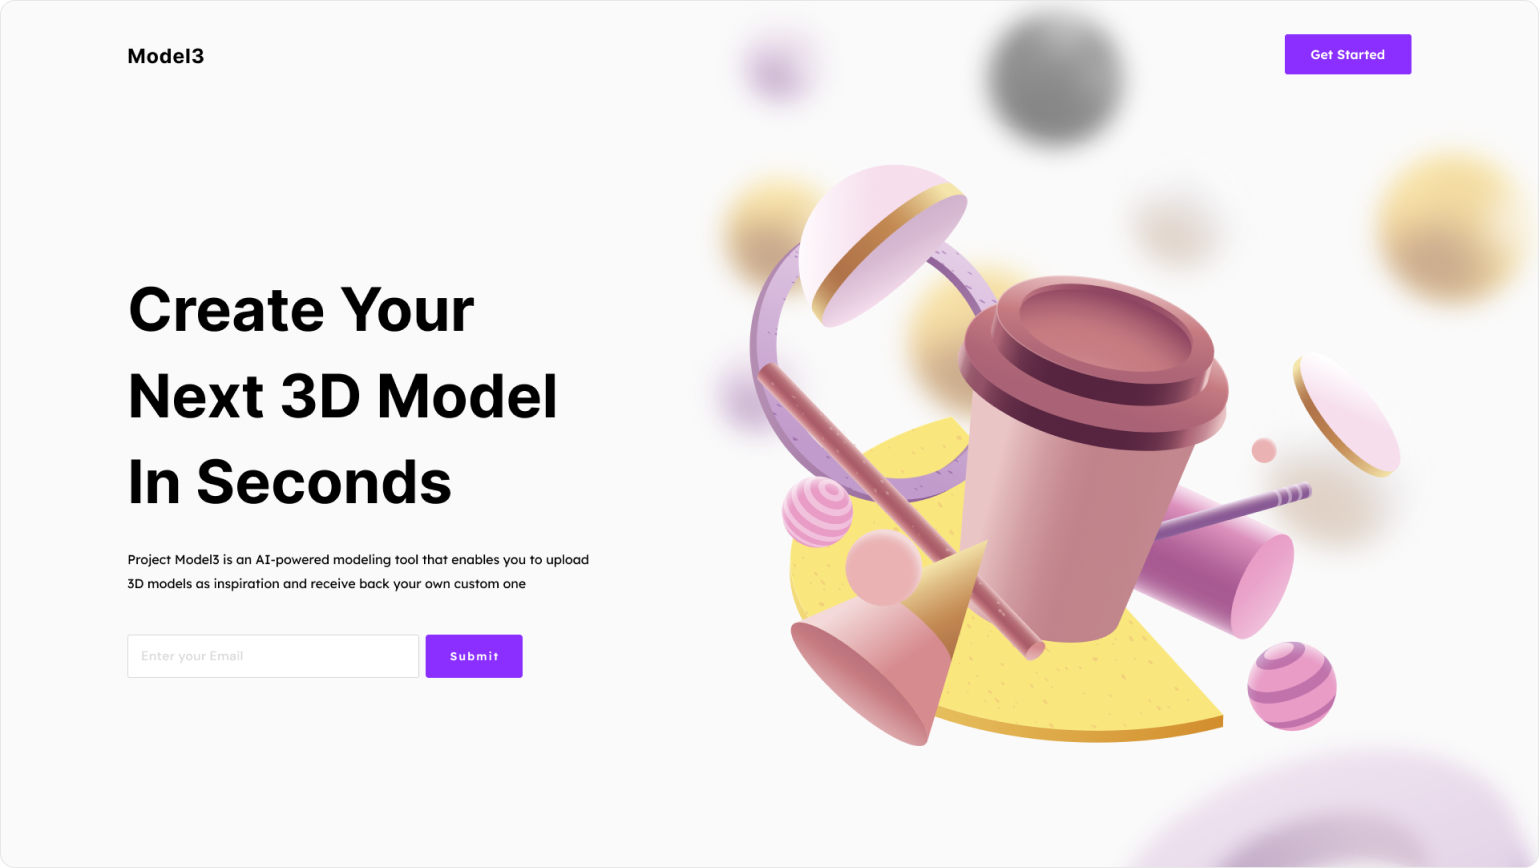 Model3
Get Started
Create Your
Next 3D Model
In Seconds
Project Model3 is an AI-powered modeling tool that enables you to upload
3D models as inspiration and receive back your own custom one
Enter your Email
Submit